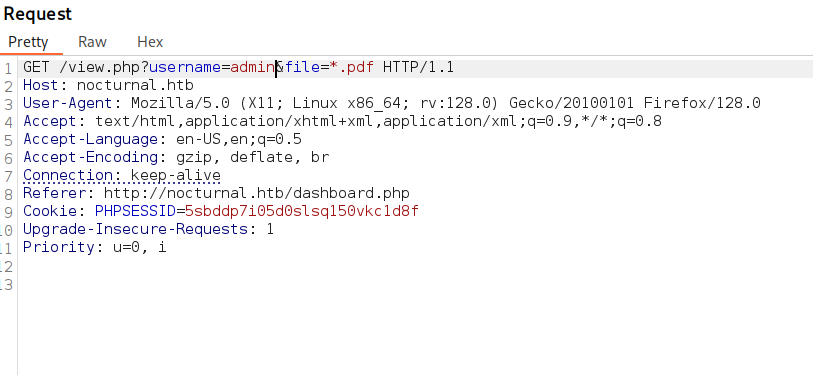 Request
Pretty Raw Hex
1 GET /view.php?username=admin&file=*.pdf HTTP/1.1
2 Host: nocturnal.htb
3 User-Agent: Mozilla/5.0 (X11; Linux x86_64; rv:128.0) Gecko/20100101 Firefox/128.0
4 Accept: text/html,application/xhtml+xml,application/xml;q=0.9,*/*;q=0.8
5 Accept-Language: en-US,en;q=0.5
6 Accept-Encoding: gzip, deflate, br
7 Connection: keep-alive
8 Referer: http://nocturnal.htb/dashboard.php
9 Cookie: PHPSESSID=5sbddp7i05d0slsq150vkc1d8f
10 Upgrade-Insecure-Requests: 1
11 Priority: u=0, i
12
13